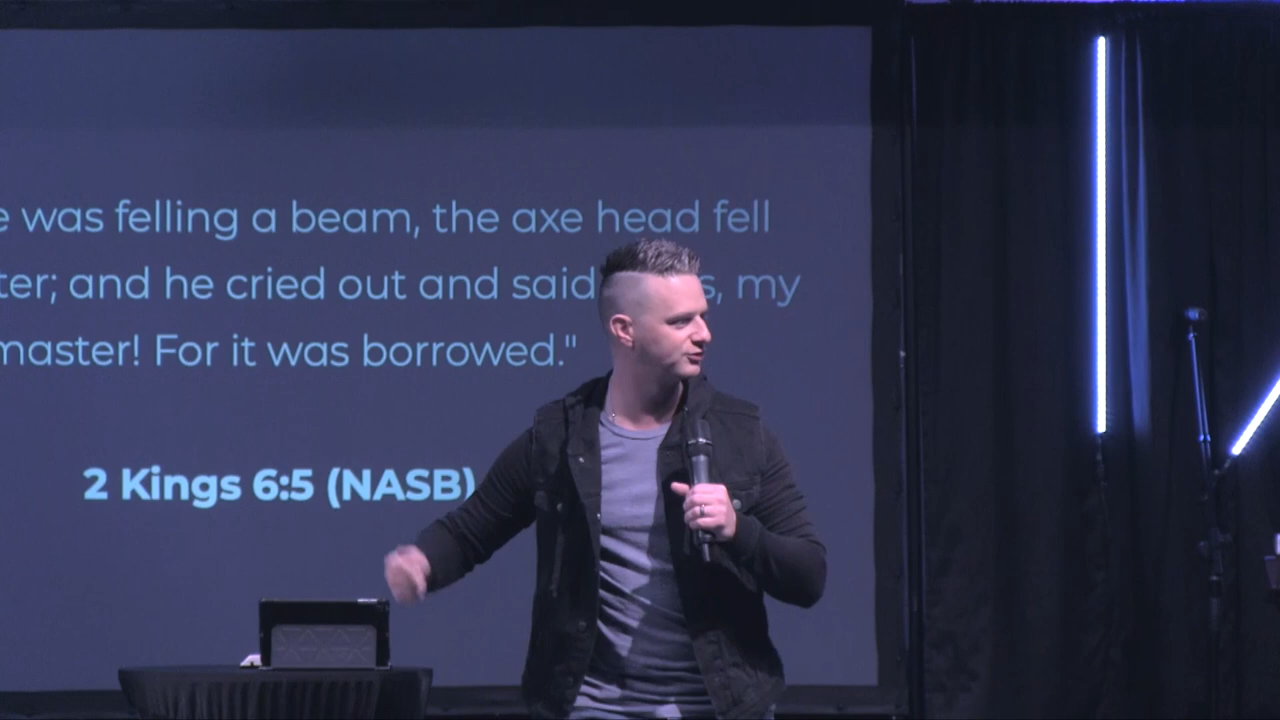 was felling a beam, the axe head fell
and he cried out and said my
master! For it was borrowed."
2 Kings 6:5 (NASB)